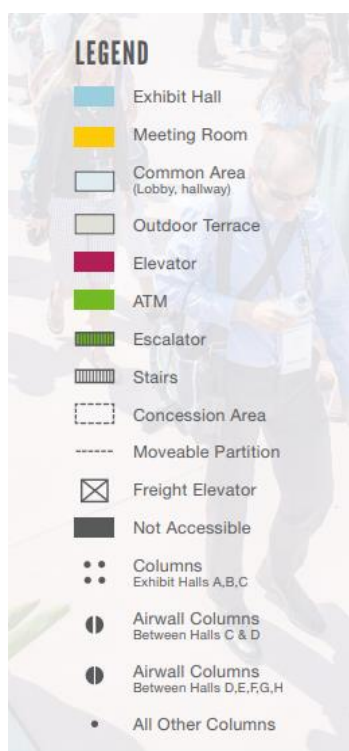 LEGEND
Exhibit Hall
Meeting Room
Common Area
(Lobby, hallway)
Outdoor Terrace
Elevator
ATM
Escalator
Stairs
Concession Area
Moveable Partition
Freight Elevator
Not Accessible
Columns
Exhibit Halls A,B,C
Airwall Columns
Between Halls C & D
Airwall Columns
Between Halls D,E,F,G,H
All Other Columns